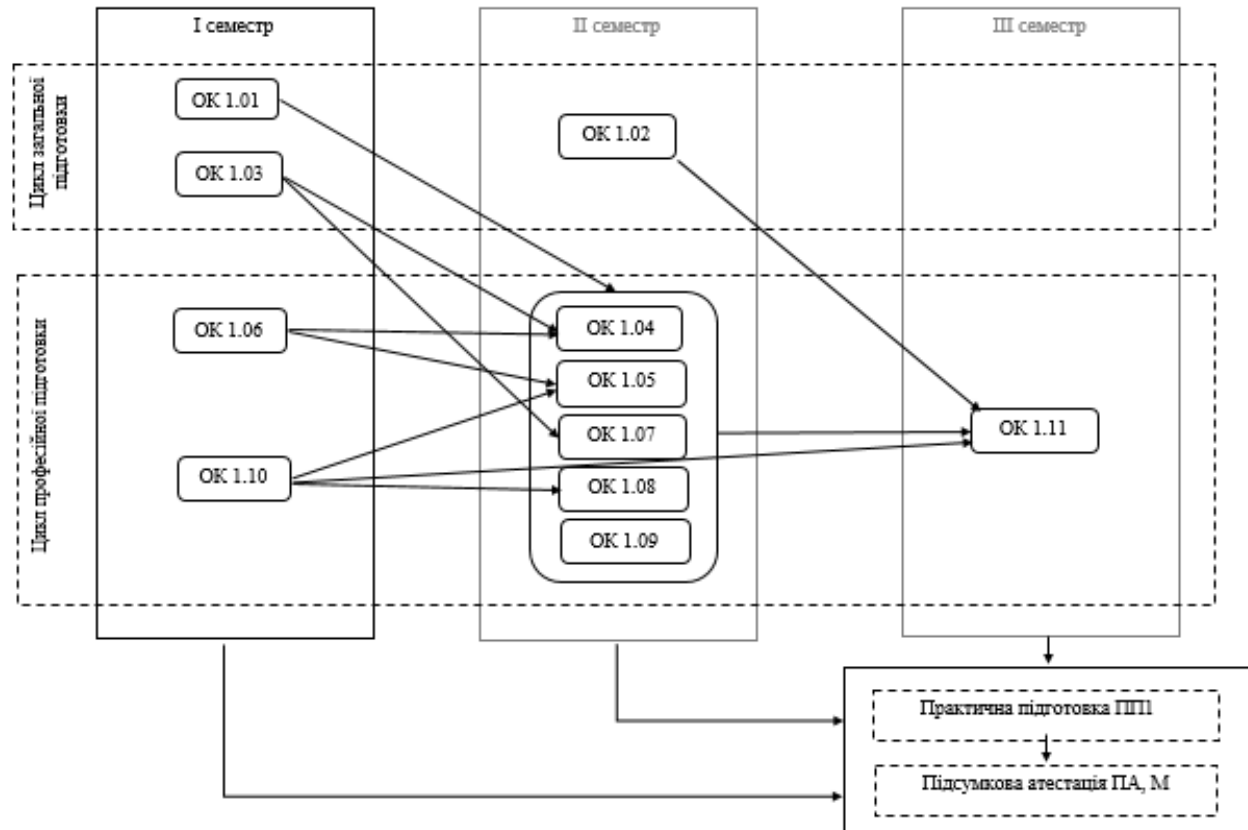 І семестр
ІІ семестр
ІІІ семестр
Цикл загальної
підготовки
ОК 1.01
ОК 1.02
ОК 1.03
Цикл професійної підготовки
ОК 1.06
ОК 1.04
ОК 1.05
ОК 1.07
ОК 1.11
ОК 1.10
ОК 1.08
ОК 1.09
Практична підготовка ПП1
Підсумкова атестація ПА, М